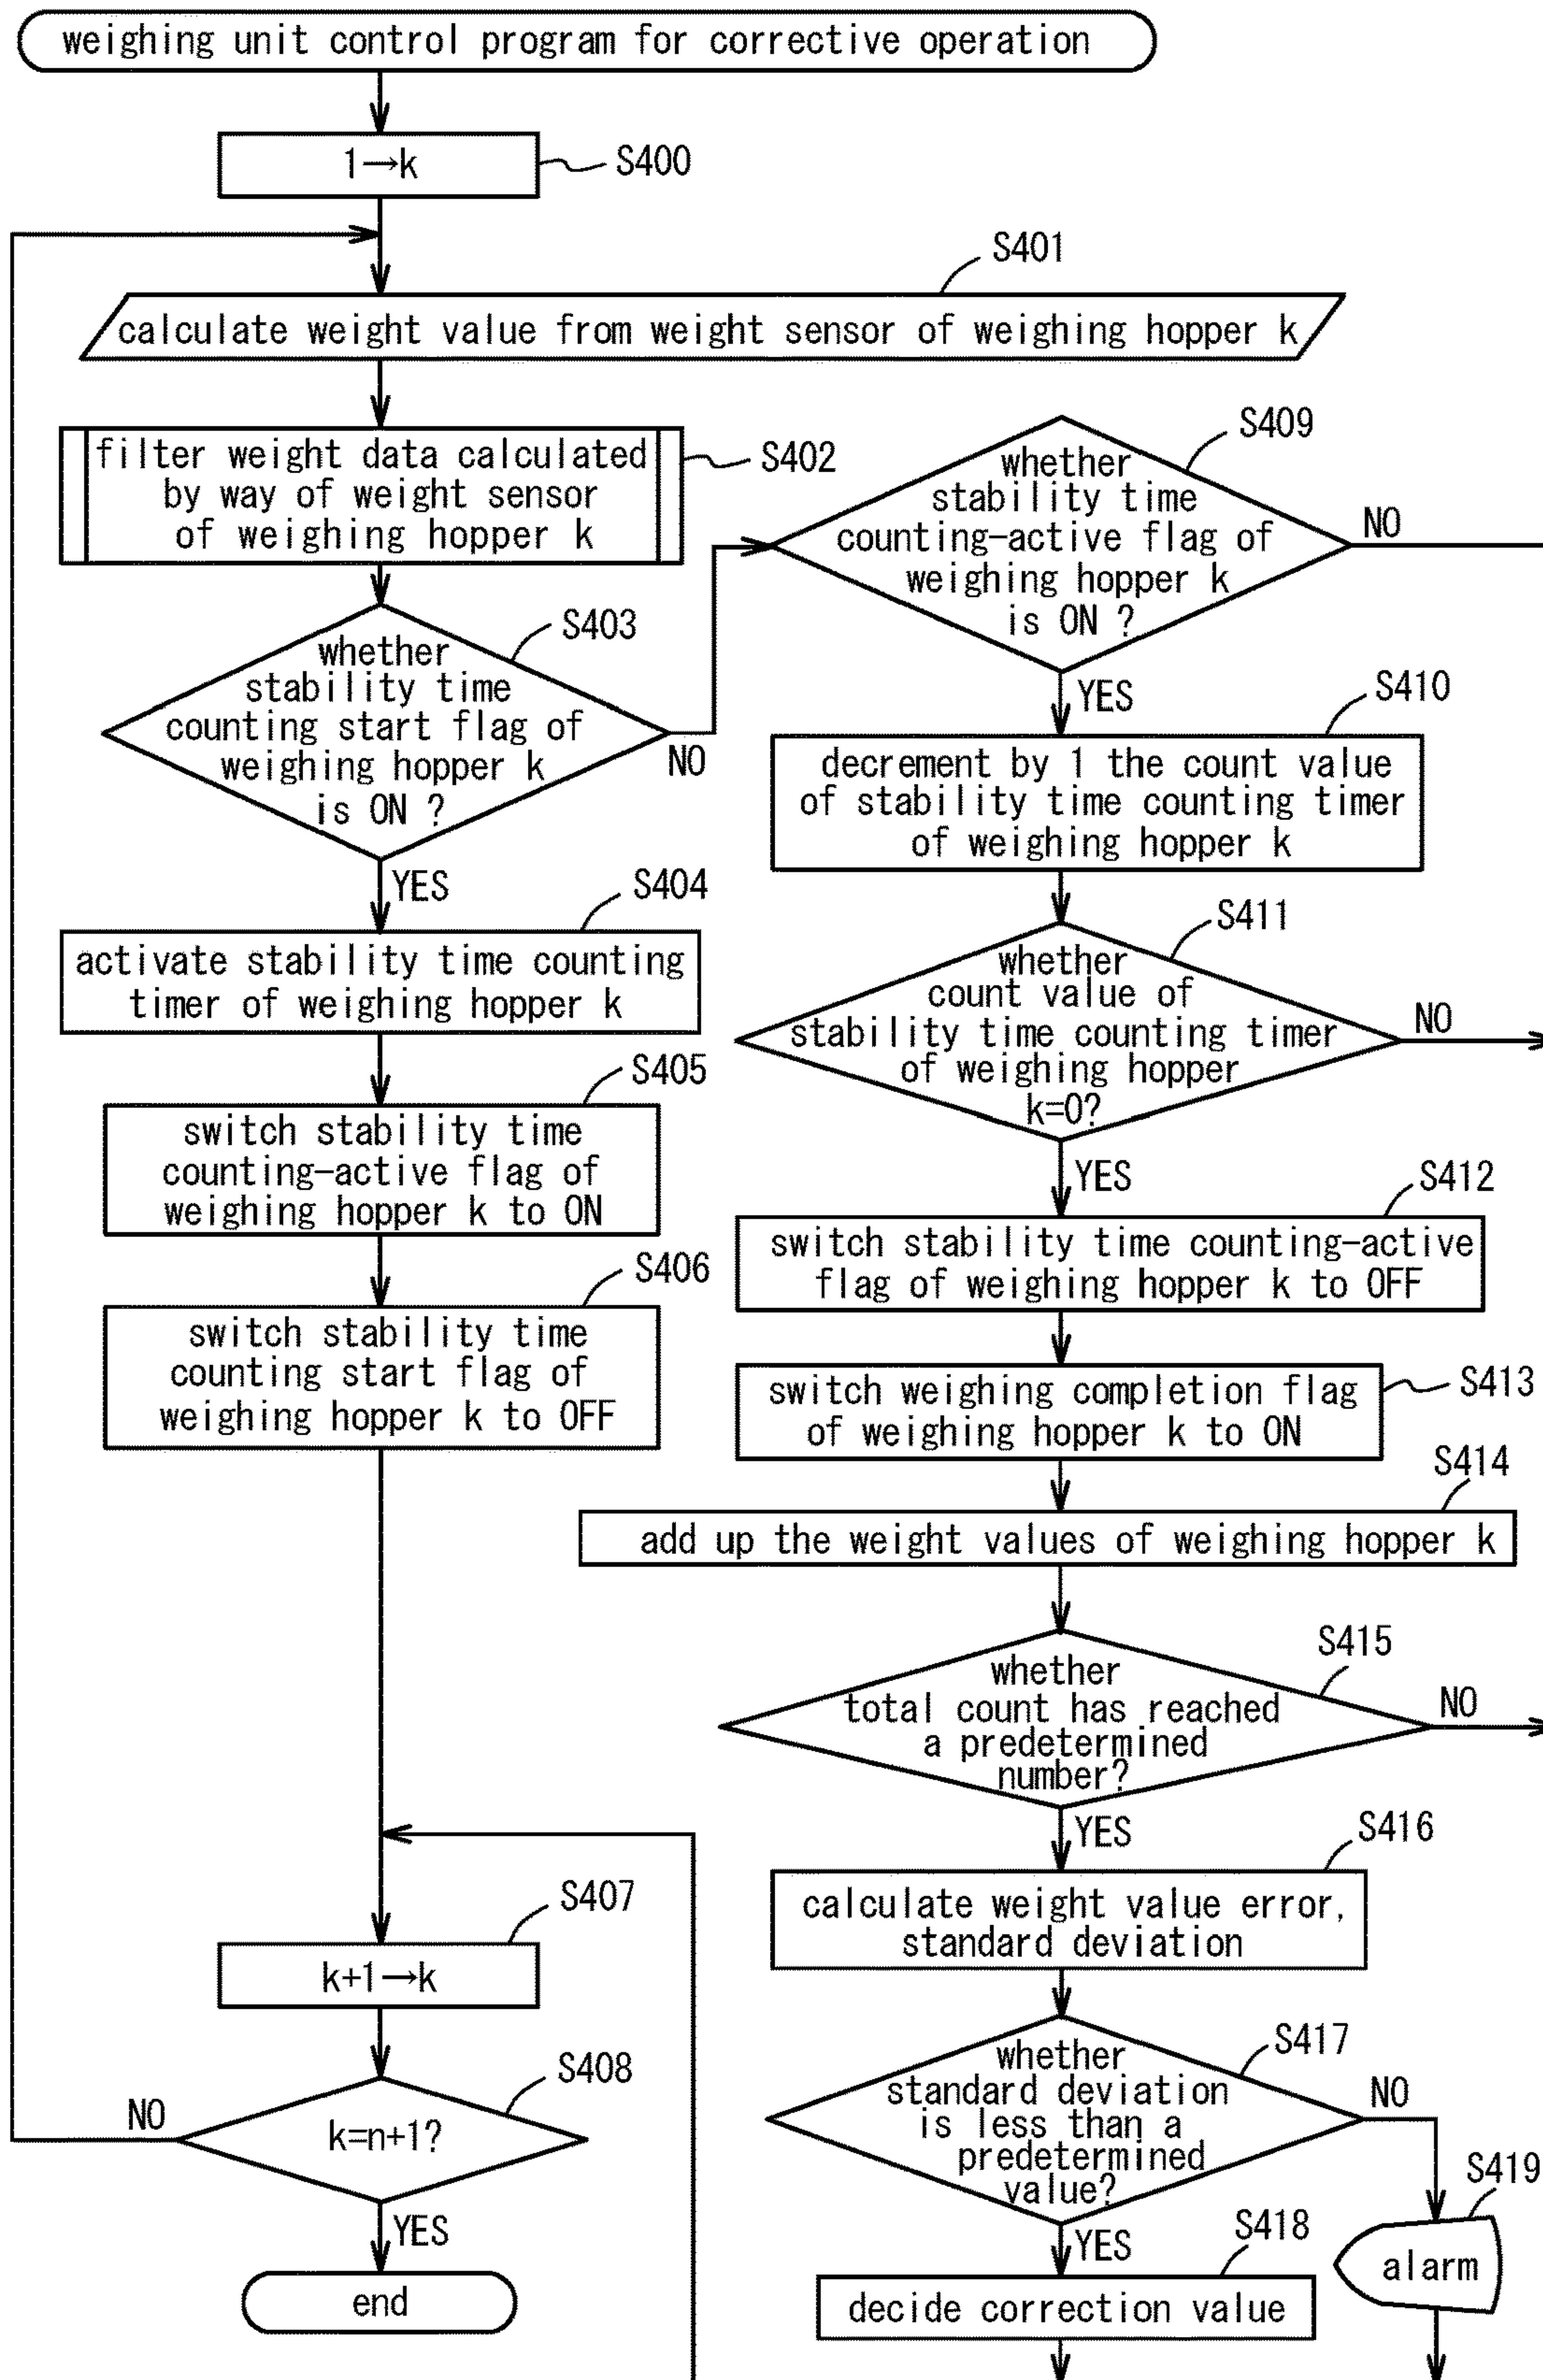 weighing unit control program for corrective operation
1→k
S400
S401
calculate weight value from weight sensor of weighing hopper k
filter weight data calculated
by way of weight sensor
of weighing hopper k
S402
S403
whether
stability time
counting start flag of
weighing hopper k
is ON ?
NO
YES
S404
activate stability time counting
timer of weighing hopper k
S405
switch stability time
counting-active flag of
weighing hopper k to ON
S406
switch stability time
counting start flag of
weighing hopper k to OFF
S407
k+1→k
S408
k=n+1?
NO
YES
end
S409
whether
stability time
counting-active flag of
weighing hopper k
is ON ?
NO
YES
S410
decrement by 1 the count value
of stability time counting timer
of weighing hopper k
S411
whether
count value of
stability time counting timer
of weighing hopper
k=0?
NO
YES
S412
switch stability time counting-active
flag of weighing hopper k to OFF
S413
switch weighing completion flag
of weighing hopper k to ON
S414
add up the weight values of weighing hopper k
S415
whether
total count has reached
a predetermined
number?
NO
YES
S416
calculate weight value error,
standard deviation
S417
whether
standard deviation
is less than a
predetermined
value?
NO
YES
S418
decide correction value
S419
alarm